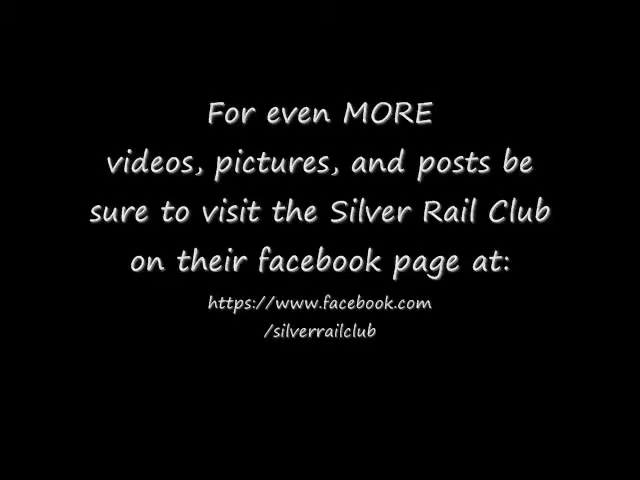 For even MORE
videos, pictures, and posts be
sure to visit the Silver Rail Club
on their facebook page at:
https://www.facebook.com
/silverrailclub